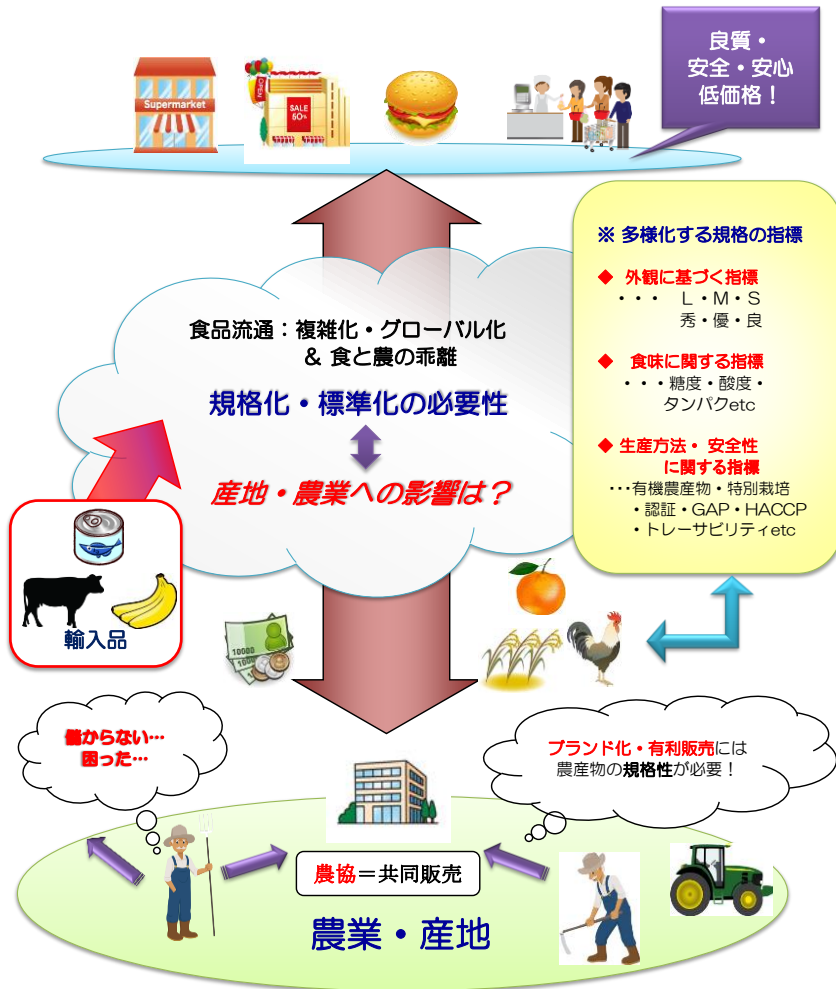 良質・
安全・安心
低価格！
Supermarket
OPEN
SALE
50%
※ 多様化する規格の指標
◆ 外観に基づく指標
・・・ L・M・S
秀・優・良
◆ 食味に関する指標
・・・糖度・酸度・
タンパクetc
◆ 生産方法・ 安全性
に関する指標
…有機農産物・特別栽培
・認証・GAP・HACCP
・トレーサビリティetc
食品流通：複雑化・グローバル化
& 食と農の乖離
規格化・標準化の必要性
産地・農業への影響は？
輸入品
10000
10000
儲からない…
困った…
ブランド化・有利販売には
農産物の規格性が必要！
農協＝共同販売
農業・産地